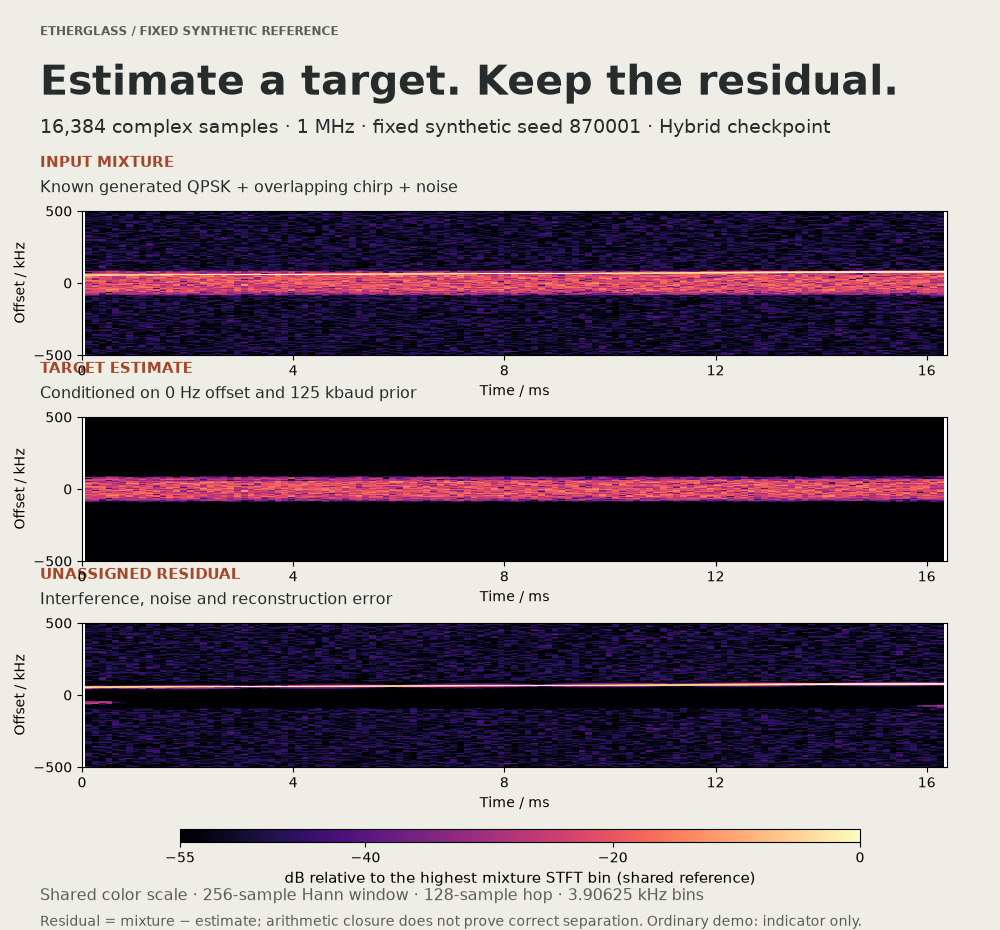 ETHERGLASS / FIXED SYNTHETIC REFERENCE
Estimate a target. Keep the residual.
16,384 complex samples · 1 MHz · fixed synthetic seed 870001 · Hybrid checkpoint
INPUT MIXTURE
Known generated QPSK + overlapping chirp + noise
500
0
−500
Offset / kHz
0 4 8 12 16
Time / ms
TARGET ESTIMATE
Conditioned on 0 Hz offset and 125 kbaud prior
500
0
−500
Offset / kHz
0 4 8 12 16
Time / ms
UNASSIGNED RESIDUAL
Interference, noise and reconstruction error
500
0
−500
Offset / kHz
0 4 8 12 16
Time / ms
−55 −40 −20 0
dB relative to the highest mixture STFT bin (shared reference)
Shared color scale · 256-sample Hann window · 128-sample hop · 3.90625 kHz bins
Residual = mixture − estimate; arithmetic closure does not prove correct separation. Ordinary demo: indicator only.